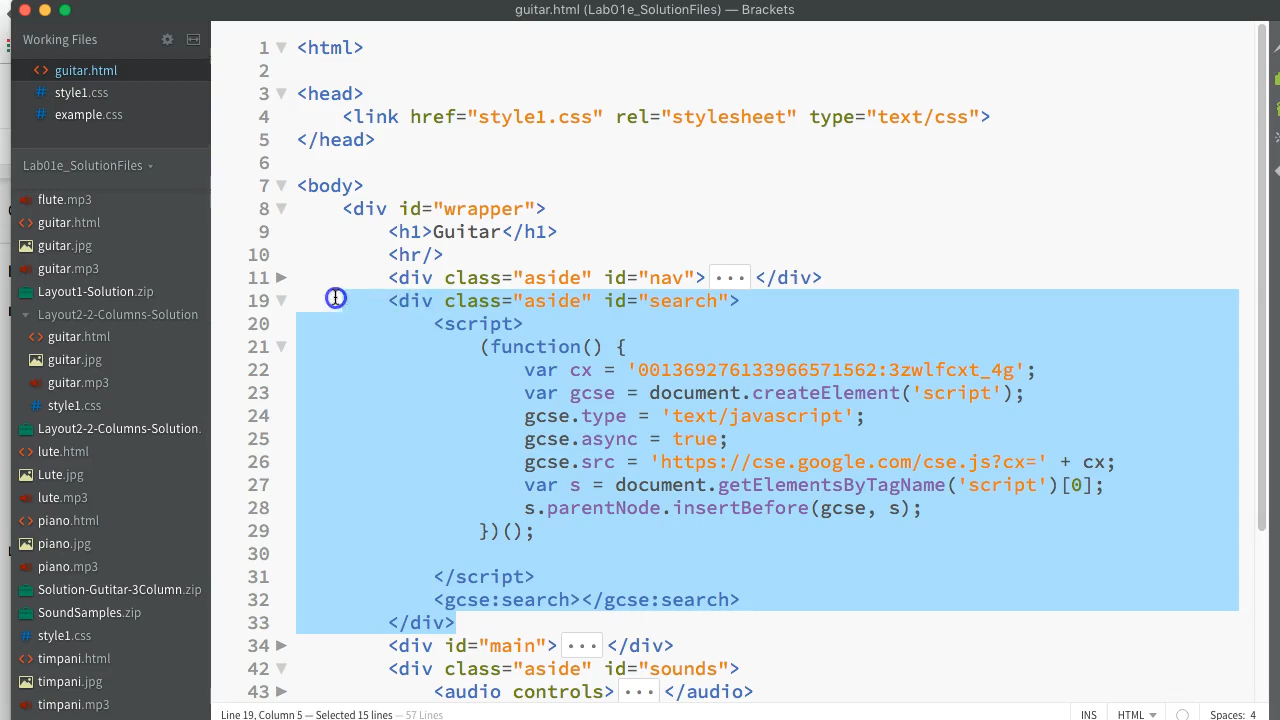 guitar.html (Lab01e_SolutionFiles) — Brackets
Working Files
guitar.html
style1.css
example.css
Lab01e_SolutionFiles
flute.mp3
guitar.html
guitar.jpg
guitar.mp3
Layout1-Solution.zip
Layout2-2-Columns-Solution
guitar.html
guitar.jpg
guitar.mp3
style1.css
Layout2-2-Columns-Solution.
lute.html
Lute.jpg
lute.mp3
piano.html
piano.jpg
piano.mp3
Solution-Gutitar-3Column.zip
SoundSamples.zip
style1.css
timpani.html
timpani.jpg
timpani.mp3
1 <html>
2
3 <head>
4 <link href="style1.css" rel="stylesheet" type="text/css">
5 </head>
6
7 <body>
8 <div id="wrapper">
9 <h1>Guitar</h1>
10 <hr/>
11 <div class="aside" id="nav">...</div>
19 <div class="aside" id="search">
20 <script>
21 (function() {
22 var cx = '001369276133966571562:3zwlfcxt_4g';
23 var gcse = document.createElement('script');
24 gcse.type = 'text/javascript';
25 gcse.async = true;
26 gcse.src = 'https://cse.google.com/cse.js?cx=' + cx;
27 var s = document.getElementsByTagName('script')[0];
28 s.parentNode.insertBefore(gcse, s);
29 })();
30
31 </script>
32 <gcse:search></gcse:search>
33 </div>
34 <div id="main">...</div>
42 <div class="aside" id="sounds">
43 <audio controls>...</audio>
Line 19, Column 5 — Selected 15 lines — 57 Lines
INS HTML Spaces: 4